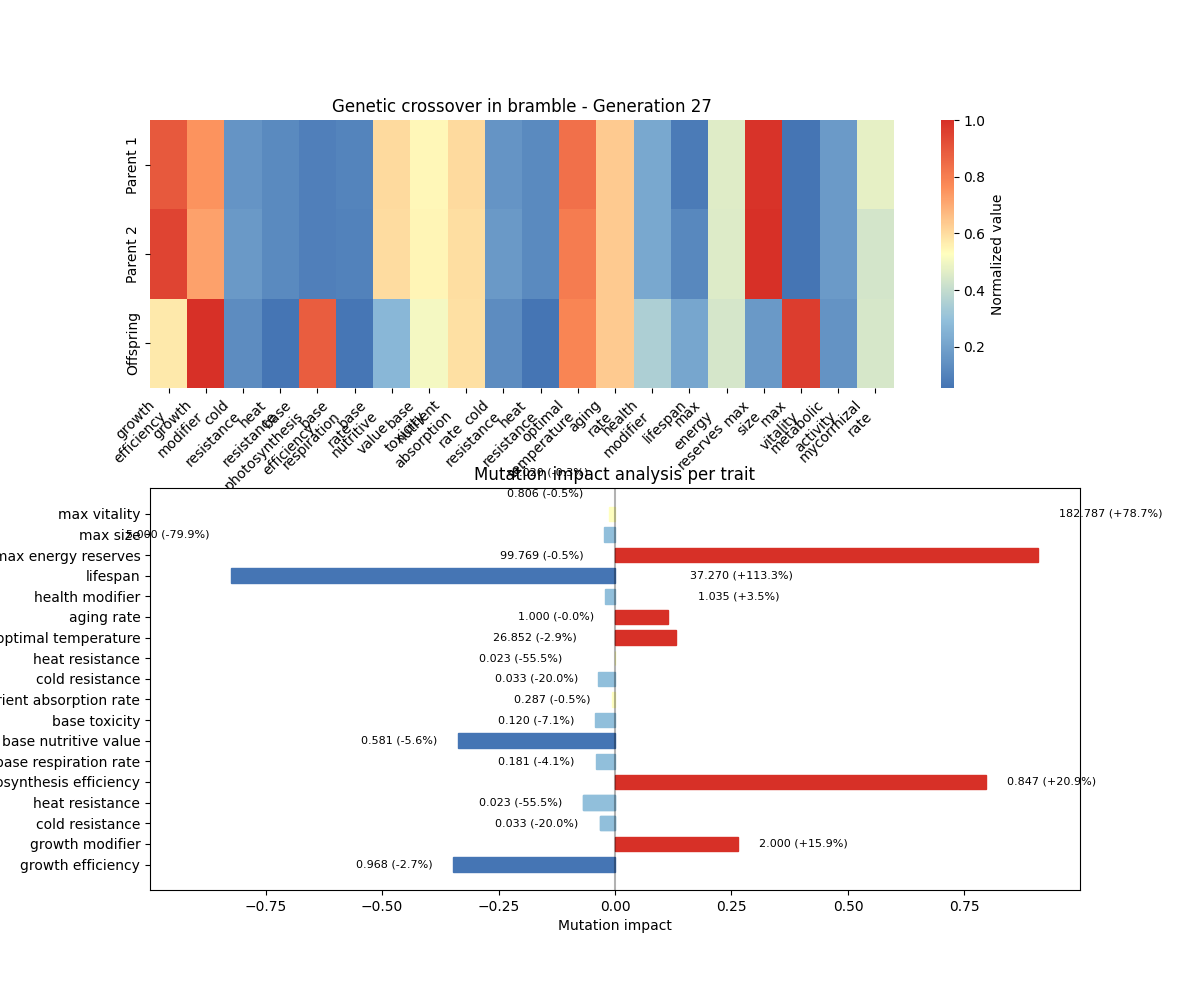 Genetic crossover in bramble - Generation 27
Parent 1
Parent 2
Offspring
1.0
0.8
0.6
0.4
0.2
Normalized value
growth
efficiency
growth
modifier
cold
resistance
heat
resistance
base
photosynthesis
efficiency
base
respiration
rate
base
nutritive
value
base
toxicity
nutrient
absorption
rate
cold
resistance
heat
resistance
optimal
temperature
aging
rate
health
modifier
lifespan
max
energy
reserves
max
size
max
vitality
metabolic
activity
mycorrhizal
rate
Mutation impact analysis per trait
0.806 (-0.5%)
max vitality
182.787 (+78.7%)
max size
5.000 (-79.9%)
max energy reserves
99.769 (-0.5%)
lifespan
37.270 (+113.3%)
health modifier
1.035 (+3.5%)
aging rate
1.000 (-0.0%)
optimal temperature
26.852 (-2.9%)
heat resistance
0.023 (-55.5%)
cold resistance
0.033 (-20.0%)
rient absorption rate
0.287 (-0.5%)
base toxicity
0.120 (-7.1%)
base nutritive value
0.581 (-5.6%)
base respiration rate
0.181 (-4.1%)
osynthesis efficiency
0.847 (+20.9%)
heat resistance
0.023 (-55.5%)
cold resistance
0.033 (-20.0%)
growth modifier
2.000 (+15.9%)
growth efficiency
0.968 (-2.7%)
−0.75
−0.50
−0.25
0.00
0.25
0.50
0.75
Mutation impact